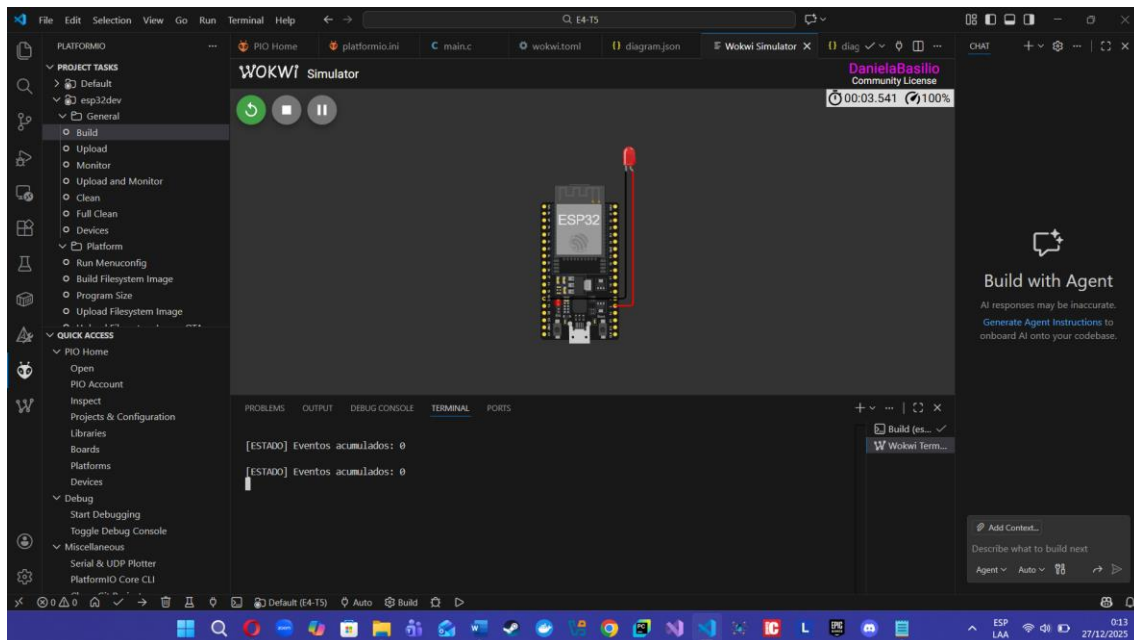 File Edit Selection View Go Run Terminal Help
E4-T5
PLATFORMIO
PROJECT TASKS
Default
esp32dev
General
Build
Upload
Monitor
Upload and Monitor
Clean
Full Clean
Devices
Platform
Run Menuconfig
Build Filesystem Image
Program Size
Upload Filesystem Image
QUICK ACCESS
PIO Home
Open
PIO Account
Inspect
Projects & Configuration
Libraries
Boards
Platforms
Devices
Debug
Start Debugging
Toggle Debug Console
Miscellaneous
Serial & UDP Plotter
PlatformIO Core CLI
PIO Home platformio.ini main.c wokwi.toml diagram.json Wokwi Simulator diag
WOKWI Simulator
DanielaBasilio
Community License
00:03.541 100%
ESP32
PROBLEMS OUTPUT DEBUG CONSOLE TERMINAL PORTS
[ESTADO] Eventos acumulados: 0
[ESTADO] Eventos acumulados: 0
Build (es...
Wokwi Term...
CHAT
Build with Agent
AI responses may be inaccurate.
Generate Agent Instructions to
onboard AI onto your codebase.
Add Context...
Describe what to build next
Agent Auto
0 0 Default (E4-T5) Auto Build
ESP
LAA
0:13
27/12/2025